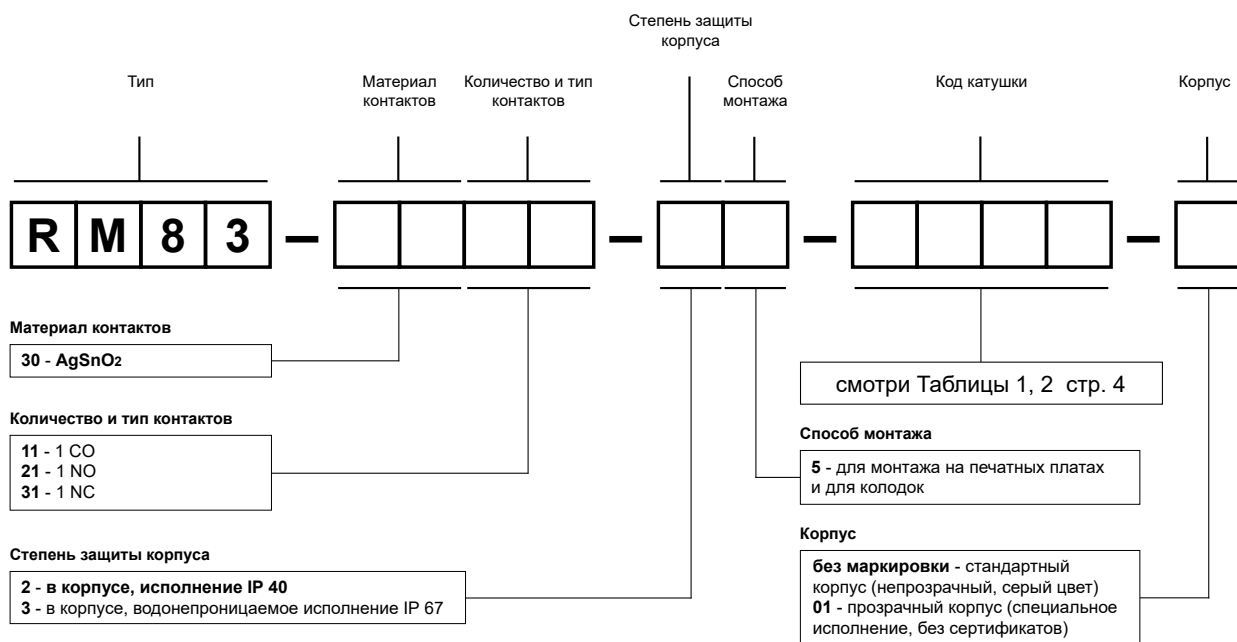 Степень защиты
корпуса
Тип
Материал
контактов
Количество и тип
контактов
Способ
монтажа
Код катушки
Корпус
R M 8 3 – – – –
Материал контактов
30 - AgSnO2
смотри Таблицы 1, 2 стр. 4
Количество и тип контактов
11 - 1 CO
21 - 1 NO
31 - 1 NC
Способ монтажа
5 - для монтажа на печатных платах
и для колодок
Степень защиты корпуса
2 - в корпусе, исполнение IP 40
3 - в корпусе, водонепроницаемое исполнение IP 67
Корпус
без маркировки - стандартный
корпус (непрозрачный, серый цвет)
01 - прозрачный корпус (специальное
исполнение, без сертификатов)